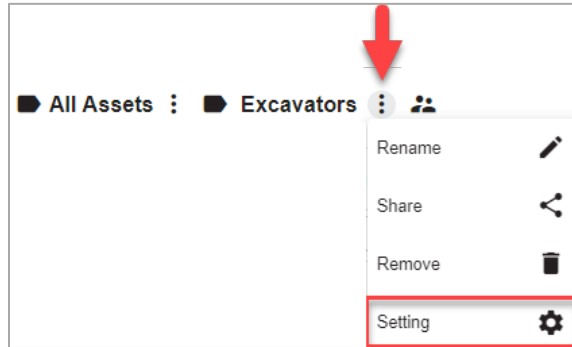 All Assets Excavators
Rename
Share
Remove
Setting